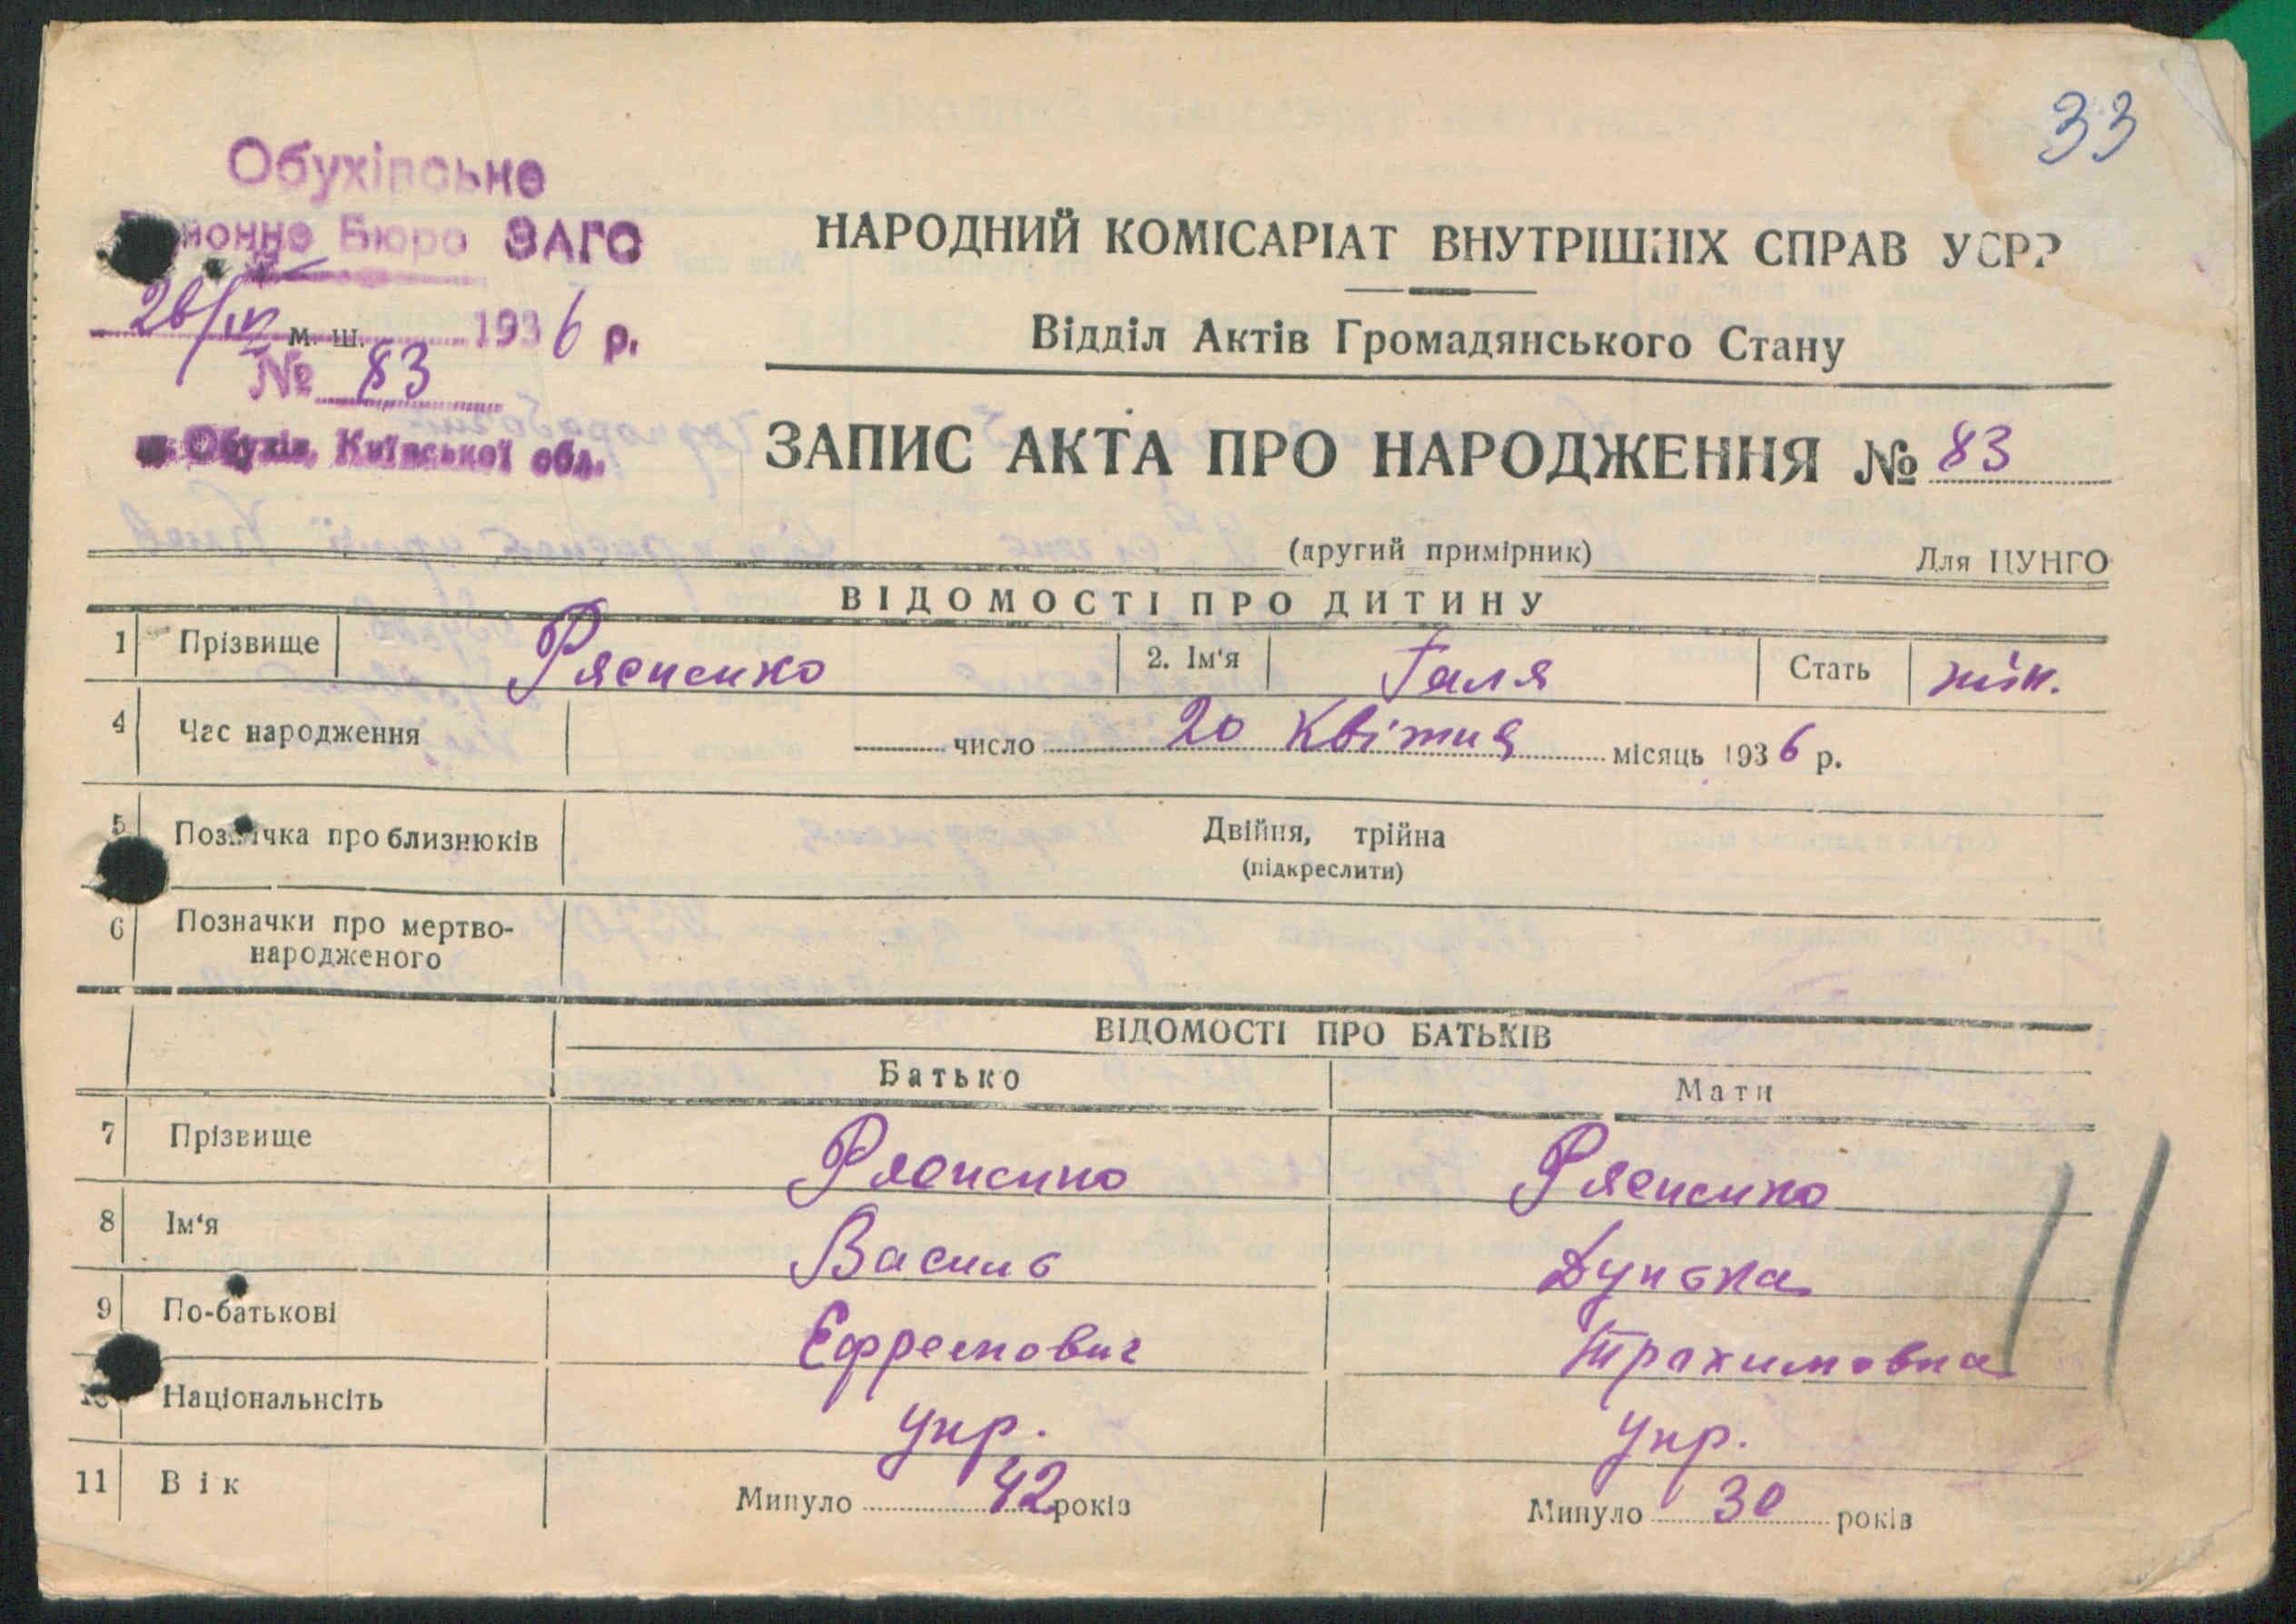 33
Обухівське
Районне Бюро ЗАГС
26/IV м. ш. 1936 р.
№ 83
м. Обухів, Київської обл.
НАРОДНИЙ КОМІСАРІАТ ВНУТРІШНІХ СПРАВ УСРР
Відділ Актів Громадянського Стану
ЗАПИС АКТА ПРО НАРОДЖЕННЯ № 83
(другий примірник) Для ЦУНГО
ВІДОМОСТІ ПРО ДИТИНУ
1 Прізвище Рясненко 2. Ім'я Галя Стать жін.
4 Час народження число 20 Квітня місяць 1936 р.
5 Позначка про близнюків Двійня, трійна
(підкреслити)
6 Позначки про мертво-
народженого
ВІДОМОСТІ ПРО БАТЬКІВ
Батько Мати
7 Прізвище
8 Ім'я Василь Дунька
9 По-батькові Ефремович Трахимовна
10 Національнсіть Укр. Укр.
11 Вік Минуло 42 років Минуло 30 років